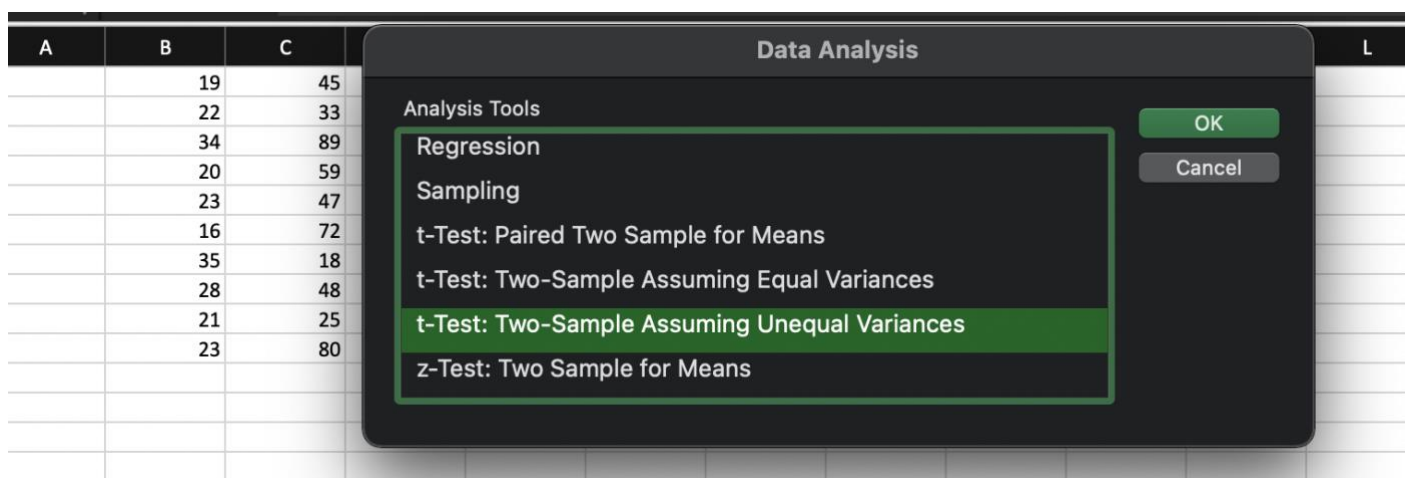 A B C L
Data Analysis
19 45
22 33
34 89
20 59
23 47
16 72
35 18
28 48
21 25
23 80
Analysis Tools
Regression
Sampling
t-Test: Paired Two Sample for Means
t-Test: Two-Sample Assuming Equal Variances
t-Test: Two-Sample Assuming Unequal Variances
z-Test: Two Sample for Means
OK
Cancel